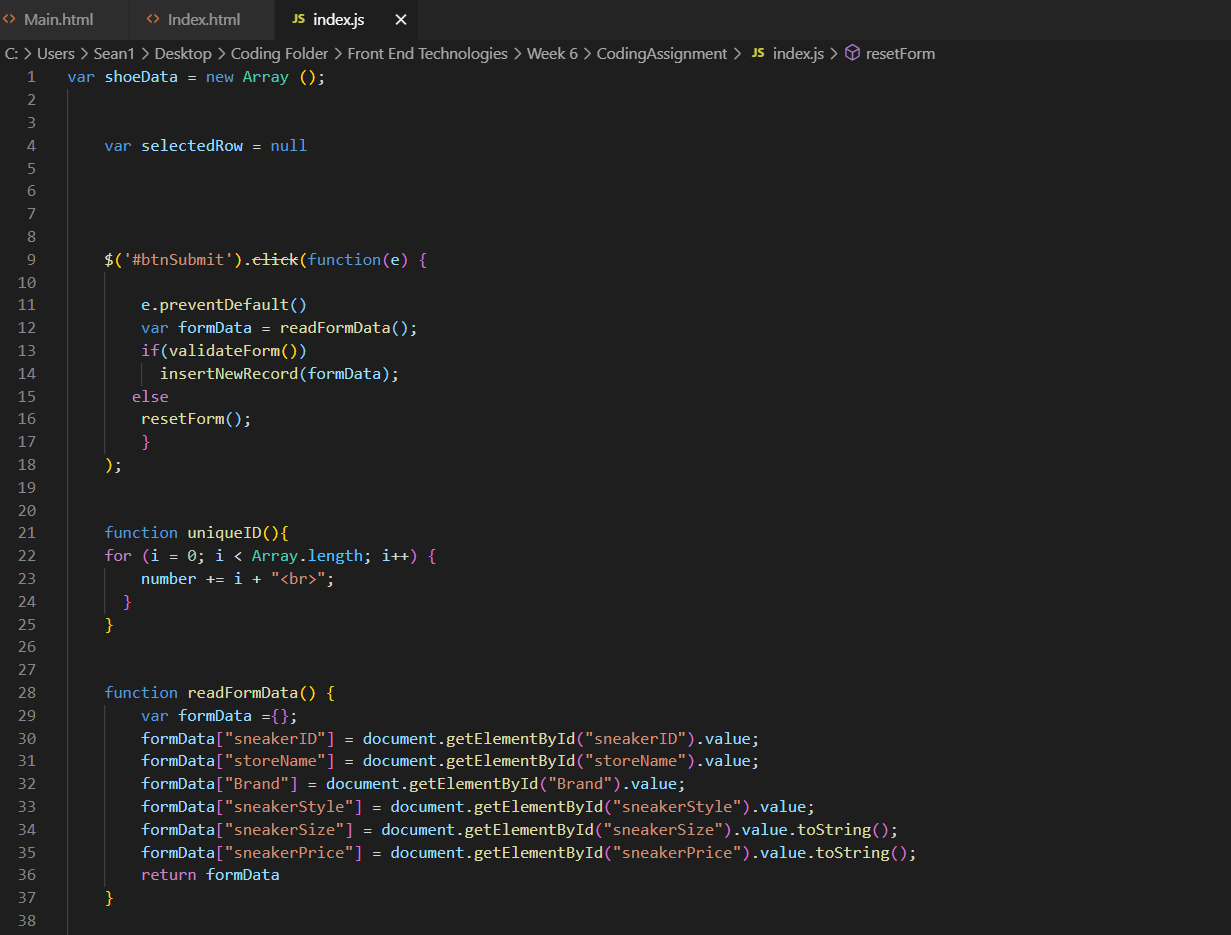 Main.html Index.html JS index.js
C: > Users > Sean1 > Desktop > Coding Folder > Front End Technologies > Week 6 > CodingAssignment > JS index.js > resetForm
1 var shoeData = new Array ();
2
3
4 var selectedRow = null
5
6
7
8
9 $('#btnSubmit').click(function(e) {
10
11 e.preventDefault()
12 var formData = readFormData();
13 if(validateForm())
14 insertNewRecord(formData);
15 else
16 resetForm();
17 }
18 );
19
20
21 function uniqueID(){
22 for (i = 0; i < Array.length; i++) {
23 number += i + "<br>";
24 }
25 }
26
27
28 function readFormData() {
29 var formData ={};
30 formData["sneakerID"] = document.getElementById("sneakerID").value;
31 formData["storeName"] = document.getElementById("storeName").value;
32 formData["Brand"] = document.getElementById("Brand").value;
33 formData["sneakerStyle"] = document.getElementById("sneakerStyle").value;
34 formData["sneakerSize"] = document.getElementById("sneakerSize").value.toString();
35 formData["sneakerPrice"] = document.getElementById("sneakerPrice").value.toString();
36 return formData
37 }
38